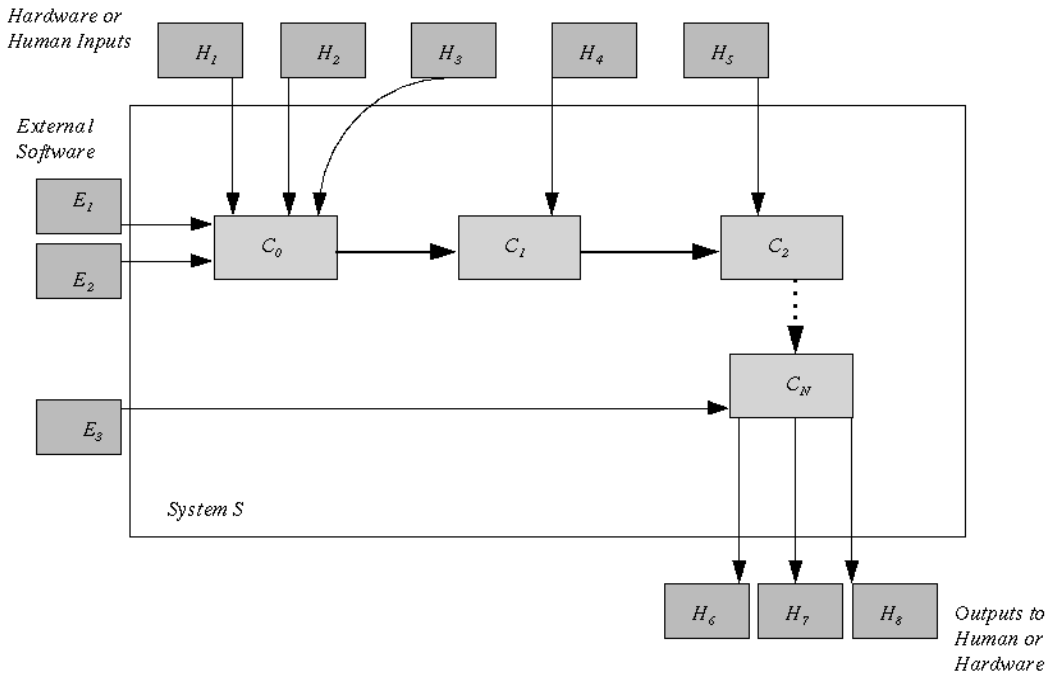 Hardware or
Human Inputs
H1 H2 H3 H4 H5
External
Software
E1
E2
C0 C1 C2
CN
E3
System S
H6 H7 H8
Outputs to
Human or
Hardware